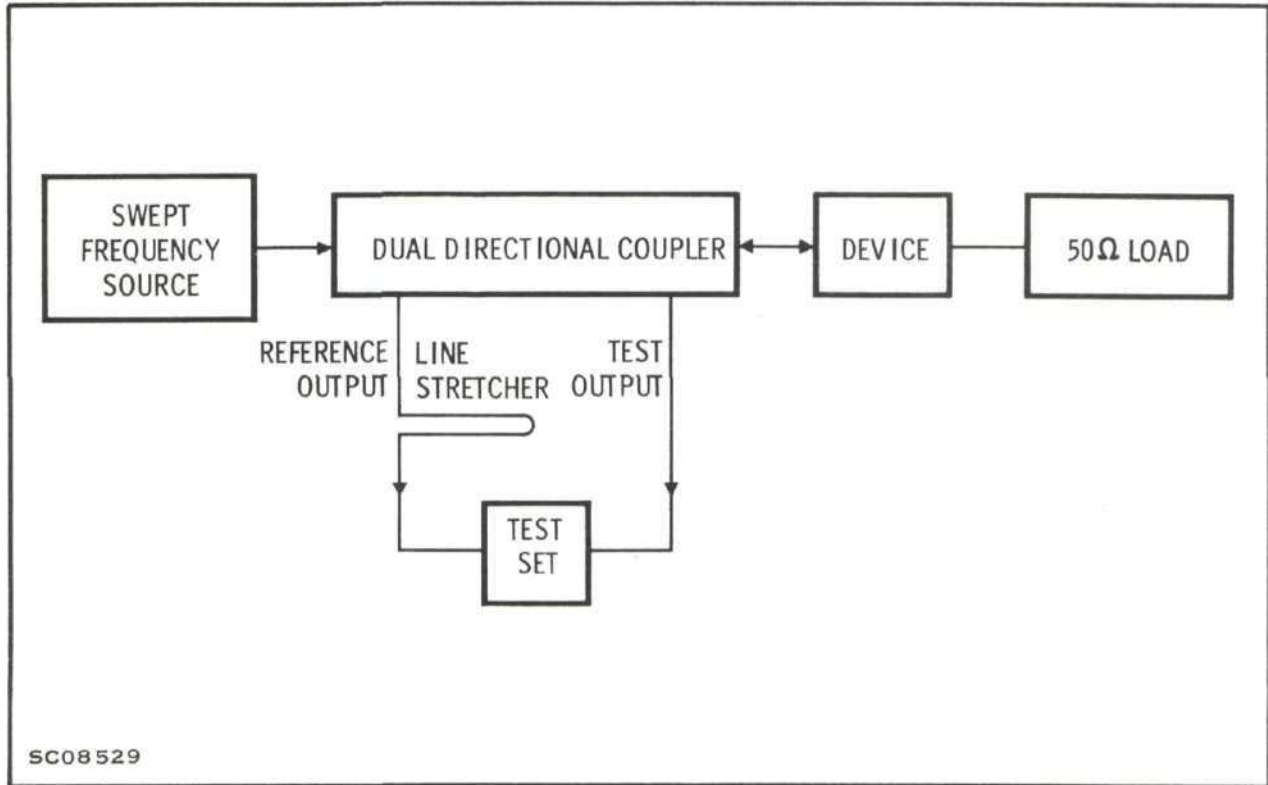 SWEPT
FREQUENCY
SOURCE
DUAL DIRECTIONAL COUPLER
DEVICE
50Ω LOAD
REFERENCE
OUTPUT
LINE
STRETCHER
TEST
OUTPUT
TEST
SET
SC08529